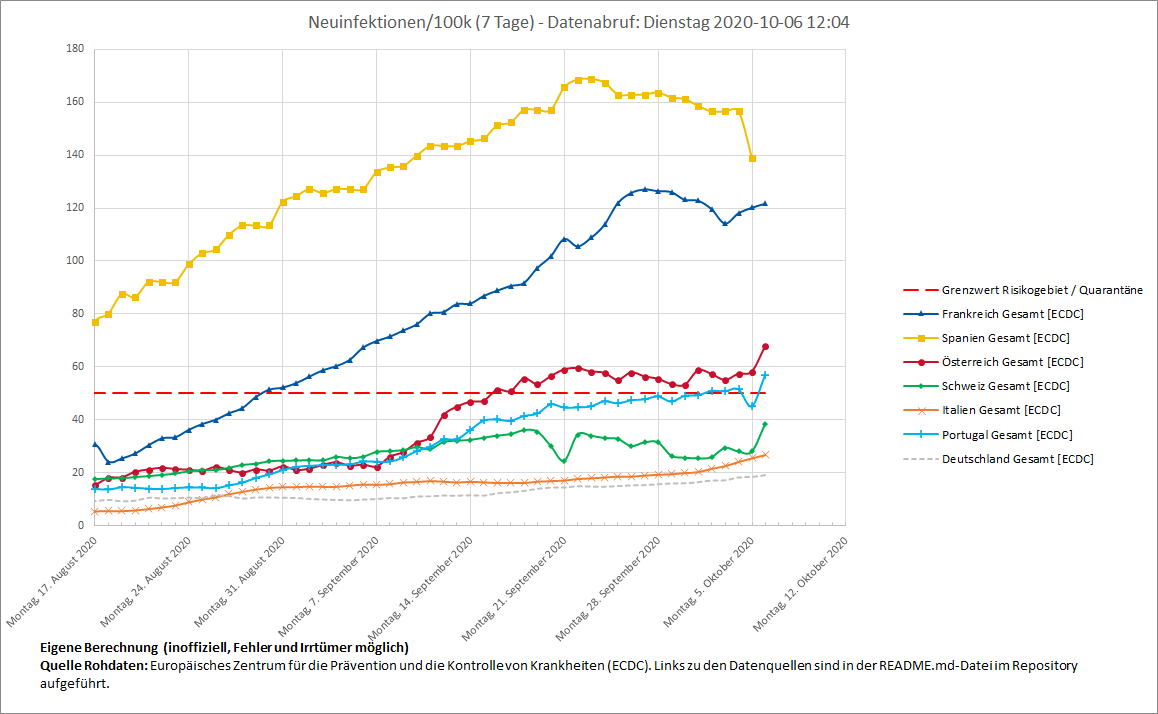 Neuinfektionen/100k (7 Tage) - Datenabruf: Dienstag 2020-10-06 12:04
180
160
140
120
100
80
60
40
20
0
Montag, 17. August 2020
Montag, 24. August 2020
Montag, 31. August 2020
Montag, 7. September 2020
Montag, 14. September 2020
Montag, 21. September 2020
Montag, 28. September 2020
Montag, 5. Oktober 2020
Montag, 12. Oktober 2020
Grenzwert Risikogebiet / Quarantäne
Frankreich Gesamt [ECDC]
Spanien Gesamt [ECDC]
Österreich Gesamt [ECDC]
Schweiz Gesamt [ECDC]
Italien Gesamt [ECDC]
Portugal Gesamt [ECDC]
Deutschland Gesamt [ECDC]
Eigene Berechnung (inoffiziell, Fehler und Irrtümer möglich)
Quelle Rohdaten: Europäisches Zentrum für die Prävention und die Kontrolle von Krankheiten (ECDC). Links zu den Datenquellen sind in der README.md-Datei im Repository
aufgeführt.